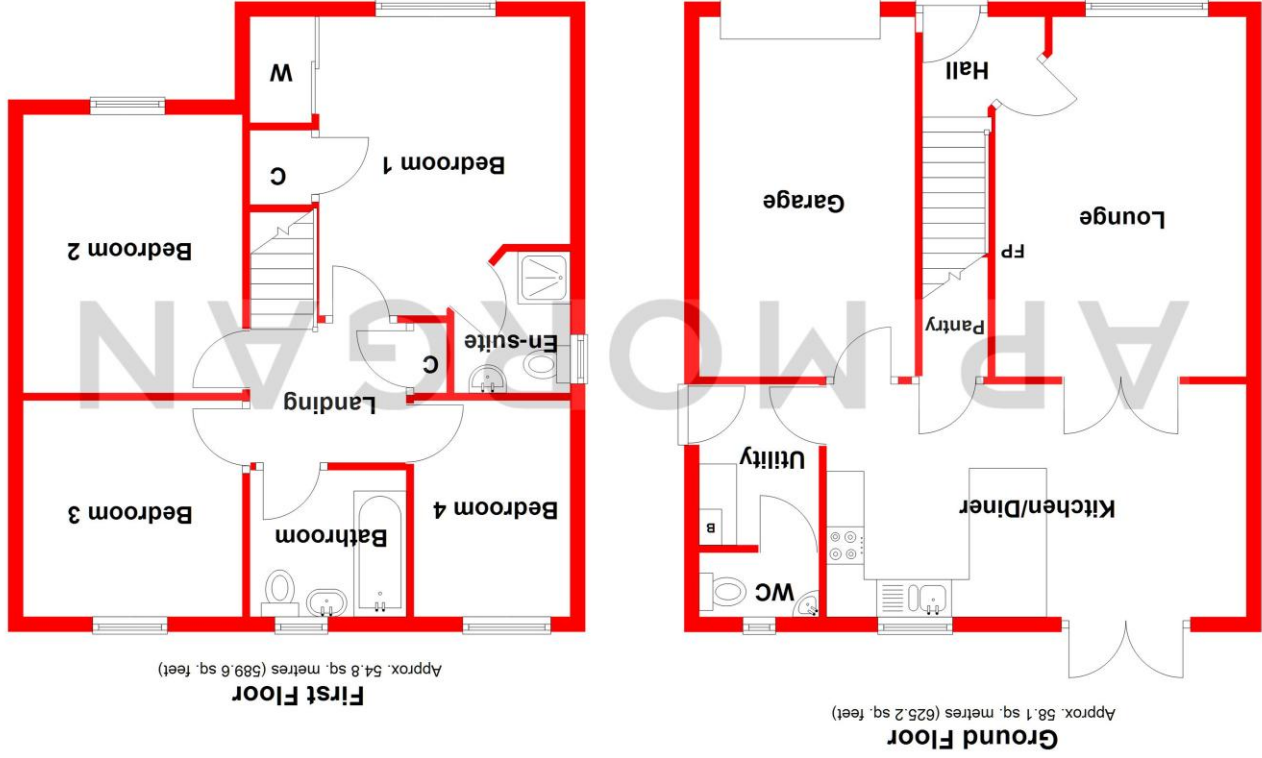 Ground Floor
Approx. 58.1 sq. metres (625.2 sq. feet)
WC
Kitchen/Diner
B
Utility
Pantry
FP
Lounge
Garage
Hall
First Floor
Approx. 54.8 sq. metres (589.6 sq. feet)
Bedroom 4
Bathroom
Bedroom 3
Landing
C
En-suite
Bedroom 2
Bedroom 1
C
W
AP MORGAN